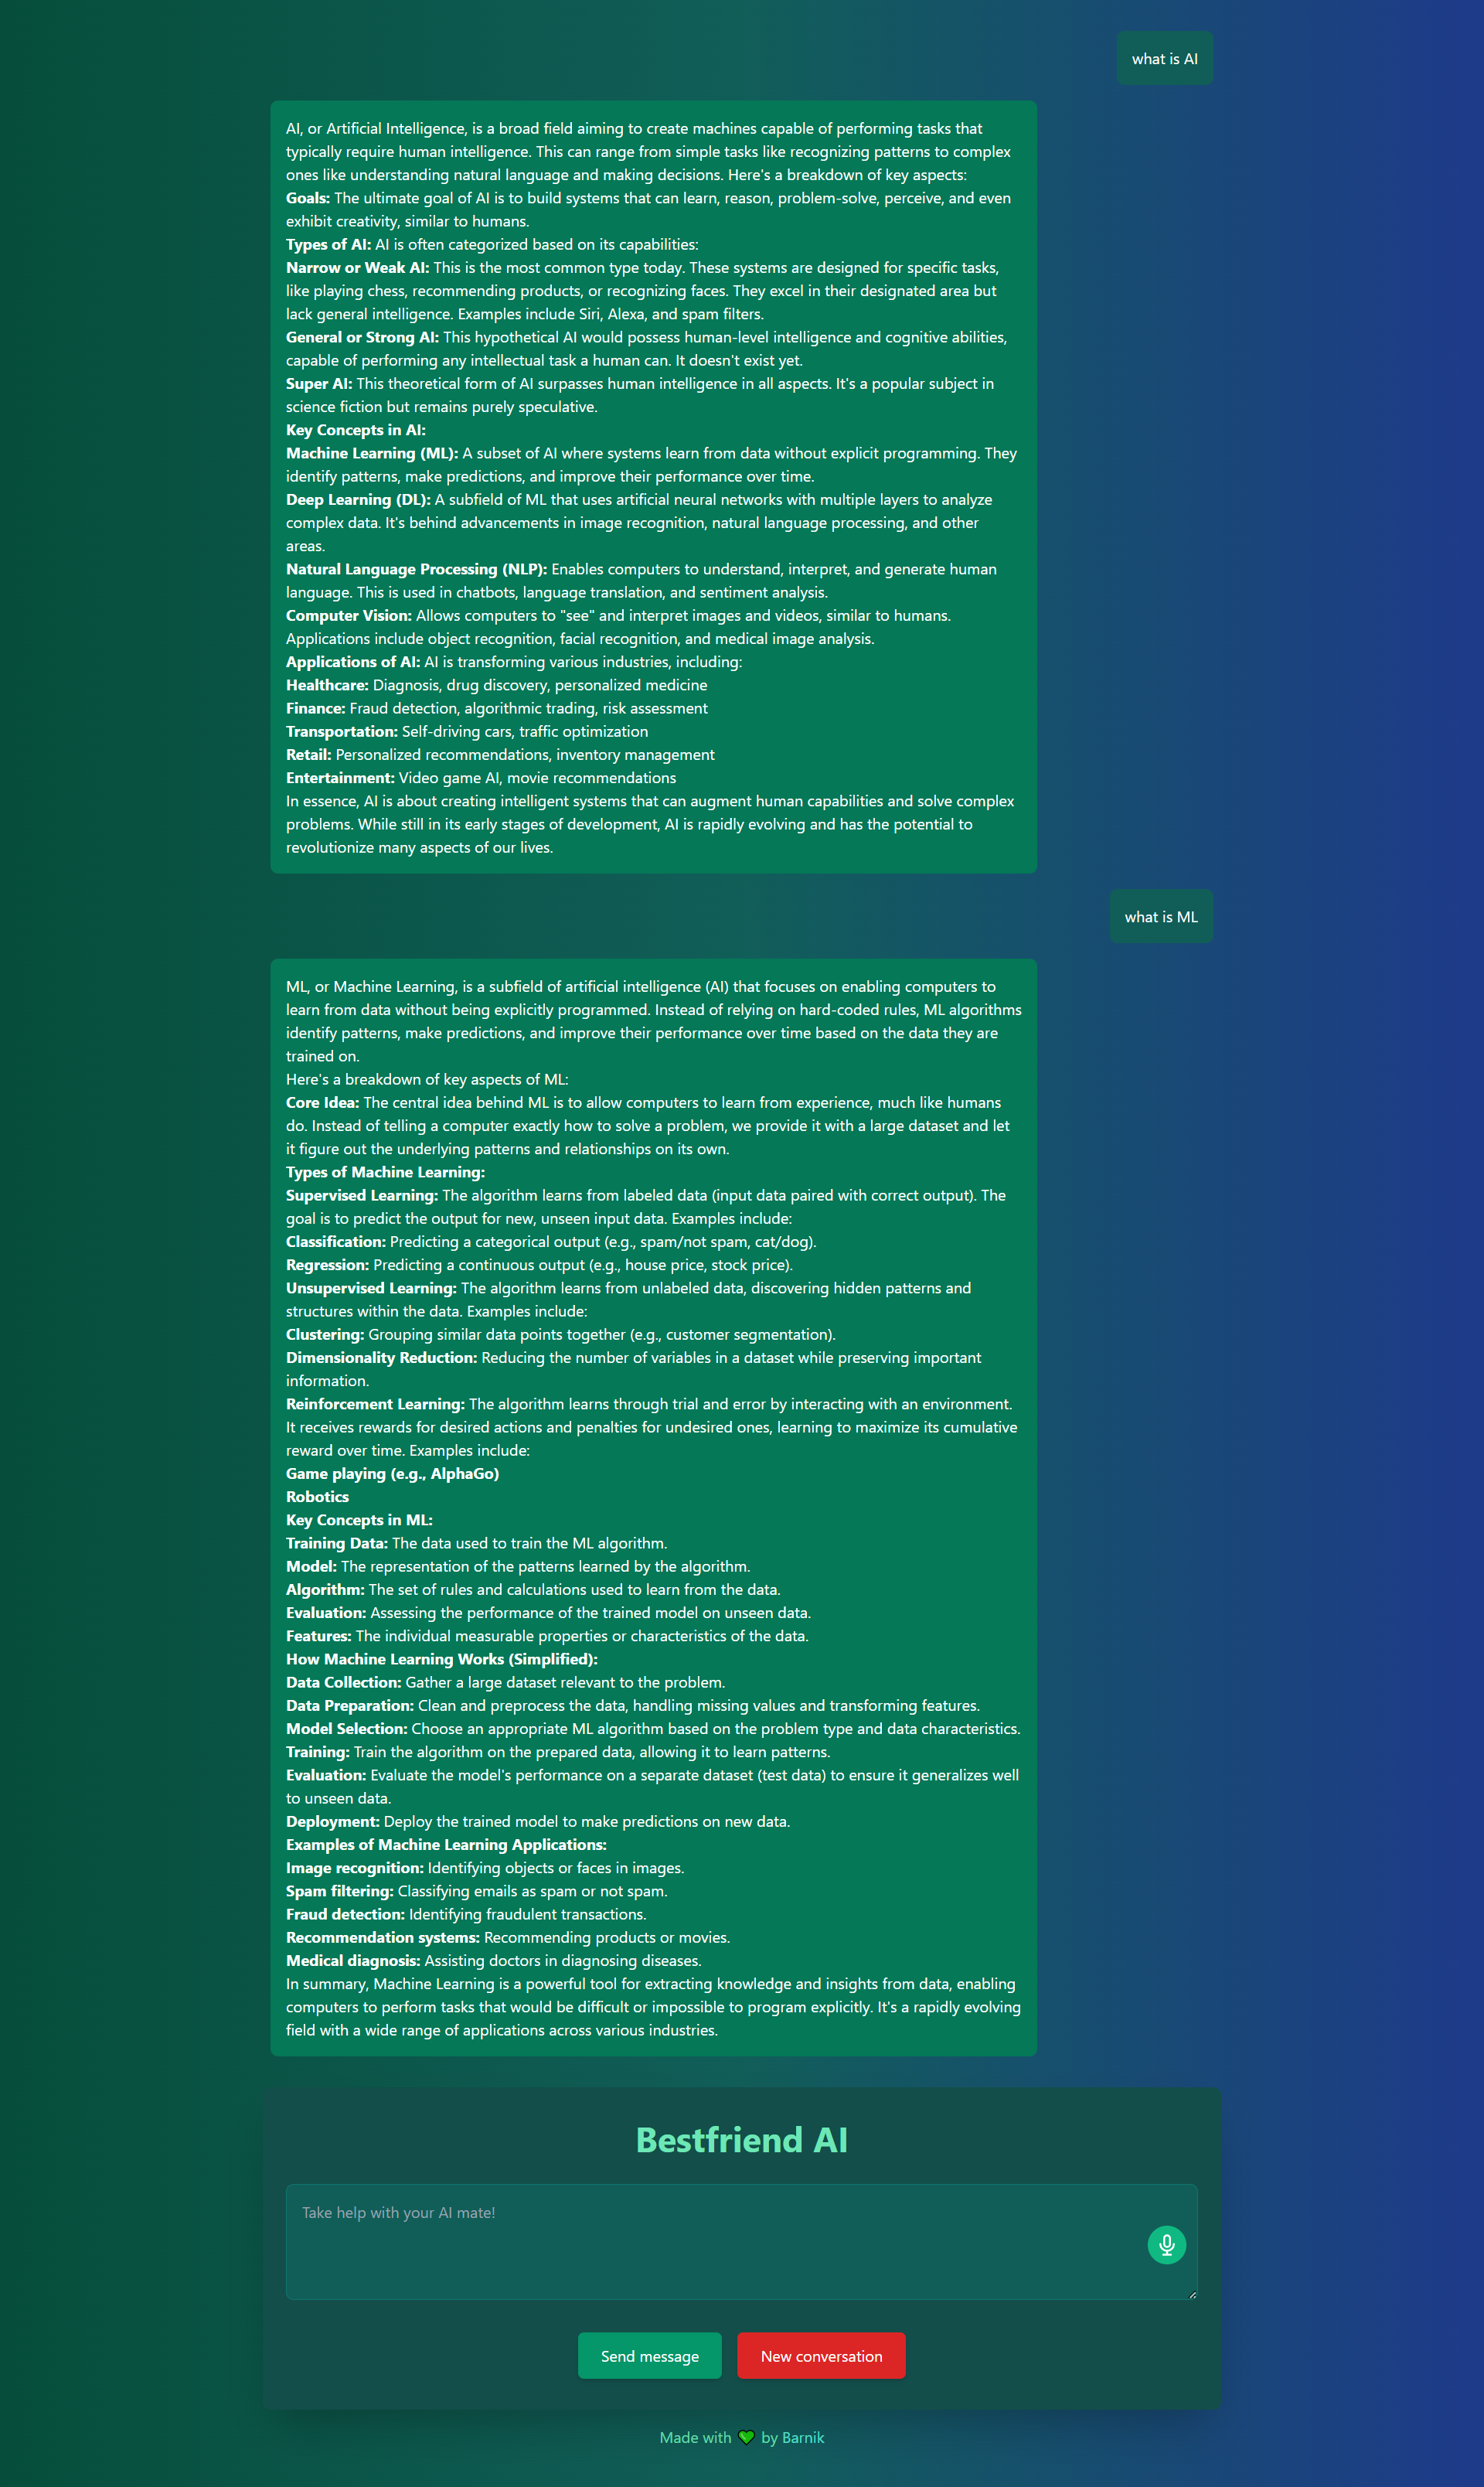 what is AI
AI, or Artificial Intelligence, is a broad field aiming to create machines capable of performing tasks that
typically require human intelligence. This can range from simple tasks like recognizing patterns to complex
ones like understanding natural language and making decisions. Here's a breakdown of key aspects:
Goals: The ultimate goal of AI is to build systems that can learn, reason, problem-solve, perceive, and even
exhibit creativity, similar to humans.
Types of AI: AI is often categorized based on its capabilities:
Narrow or Weak AI: This is the most common type today. These systems are designed for specific tasks,
like playing chess, recommending products, or recognizing faces. They excel in their designated area but
lack general intelligence. Examples include Siri, Alexa, and spam filters.
General or Strong AI: This hypothetical AI would possess human-level intelligence and cognitive abilities,
capable of performing any intellectual task a human can. It doesn't exist yet.
Super AI: This theoretical form of AI surpasses human intelligence in all aspects. It's a popular subject in
science fiction but remains purely speculative.
Key Concepts in AI:
Machine Learning (ML): A subset of AI where systems learn from data without explicit programming. They
identify patterns, make predictions, and improve their performance over time.
Deep Learning (DL): A subfield of ML that uses artificial neural networks with multiple layers to analyze
complex data. It's behind advancements in image recognition, natural language processing, and other
areas.
Natural Language Processing (NLP): Enables computers to understand, interpret, and generate human
language. This is used in chatbots, language translation, and sentiment analysis.
Computer Vision: Allows computers to "see" and interpret images and videos, similar to humans.
Applications include object recognition, facial recognition, and medical image analysis.
Applications of AI: AI is transforming various industries, including:
Healthcare: Diagnosis, drug discovery, personalized medicine
Finance: Fraud detection, algorithmic trading, risk assessment
Transportation: Self-driving cars, traffic optimization
Retail: Personalized recommendations, inventory management
Entertainment: Video game AI, movie recommendations
In essence, AI is about creating intelligent systems that can augment human capabilities and solve complex
problems. While still in its early stages of development, AI is rapidly evolving and has the potential to
revolutionize many aspects of our lives.
what is ML
ML, or Machine Learning, is a subfield of artificial intelligence (AI) that focuses on enabling computers to
learn from data without being explicitly programmed. Instead of relying on hard-coded rules, ML algorithms
identify patterns, make predictions, and improve their performance over time based on the data they are
trained on.
Here's a breakdown of key aspects of ML:
Core Idea: The central idea behind ML is to allow computers to learn from experience, much like humans
do. Instead of telling a computer exactly how to solve a problem, we provide it with a large dataset and let
it figure out the underlying patterns and relationships on its own.
Types of Machine Learning:
Supervised Learning: The algorithm learns from labeled data (input data paired with correct output). The
goal is to predict the output for new, unseen input data. Examples include:
Classification: Predicting a categorical output (e.g., spam/not spam, cat/dog).
Regression: Predicting a continuous output (e.g., house price, stock price).
Unsupervised Learning: The algorithm learns from unlabeled data, discovering hidden patterns and
structures within the data. Examples include:
Clustering: Grouping similar data points together (e.g., customer segmentation).
Dimensionality Reduction: Reducing the number of variables in a dataset while preserving important
information.
Reinforcement Learning: The algorithm learns through trial and error by interacting with an environment.
It receives rewards for desired actions and penalties for undesired ones, learning to maximize its cumulative
reward over time. Examples include:
Game playing (e.g., AlphaGo)
Robotics
Key Concepts in ML:
Training Data: The data used to train the ML algorithm.
Model: The representation of the patterns learned by the algorithm.
Algorithm: The set of rules and calculations used to learn from the data.
Evaluation: Assessing the performance of the trained model on unseen data.
Features: The individual measurable properties or characteristics of the data.
How Machine Learning Works (Simplified):
Data Collection: Gather a large dataset relevant to the problem.
Data Preparation: Clean and preprocess the data, handling missing values and transforming features.
Model Selection: Choose an appropriate ML algorithm based on the problem type and data characteristics.
Training: Train the algorithm on the prepared data, allowing it to learn patterns.
Evaluation: Evaluate the model's performance on a separate dataset (test data) to ensure it generalizes well
to unseen data.
Deployment: Deploy the trained model to make predictions on new data.
Examples of Machine Learning Applications:
Image recognition: Identifying objects or faces in images.
Spam filtering: Classifying emails as spam or not spam.
Fraud detection: Identifying fraudulent transactions.
Recommendation systems: Recommending products or movies.
Medical diagnosis: Assisting doctors in diagnosing diseases.
In summary, Machine Learning is a powerful tool for extracting knowledge and insights from data, enabling
computers to perform tasks that would be difficult or impossible to program explicitly. It's a rapidly evolving
field with a wide range of applications across various industries.
Bestfriend AI
Take help with your AI mate!
Send message
New conversation
Made with 💚 by Barnik